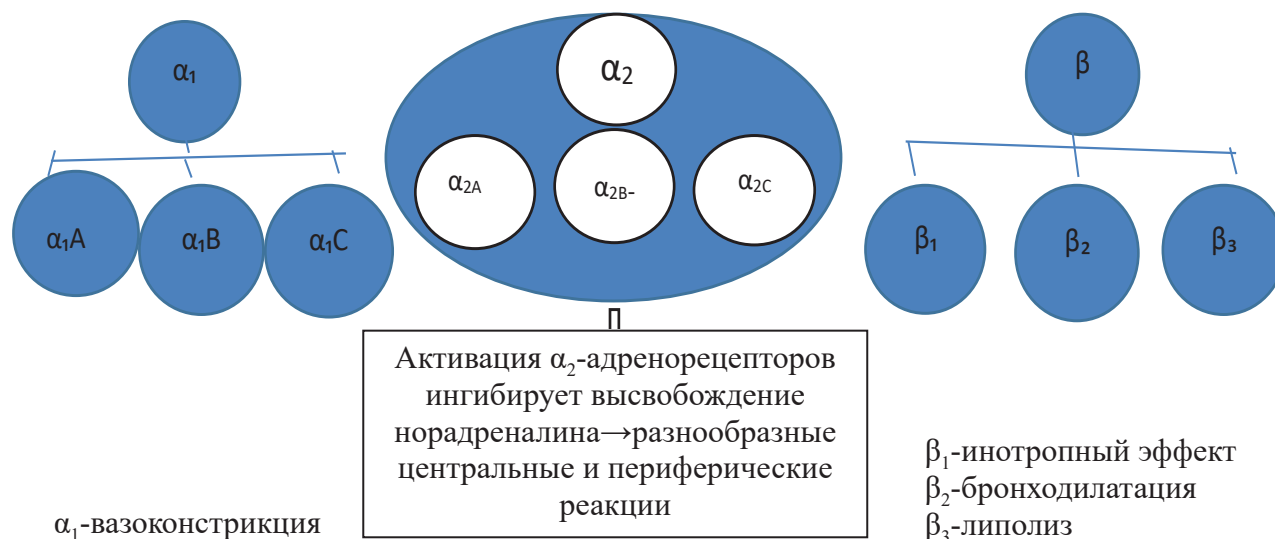 α₁
α₂
β
α₁A
α₁B
α₁C
α₂A
α₂B-
α₂C
β₁
β₂
β₃
Активация α₂-адренорецепторов
ингибирует высвобождение
норадреналина→разнообразные
центральные и периферические
реакции
α₁-вазоконстрикция
β₁-инотропный эффект
β₂-бронходилатация
β₃-липолиз